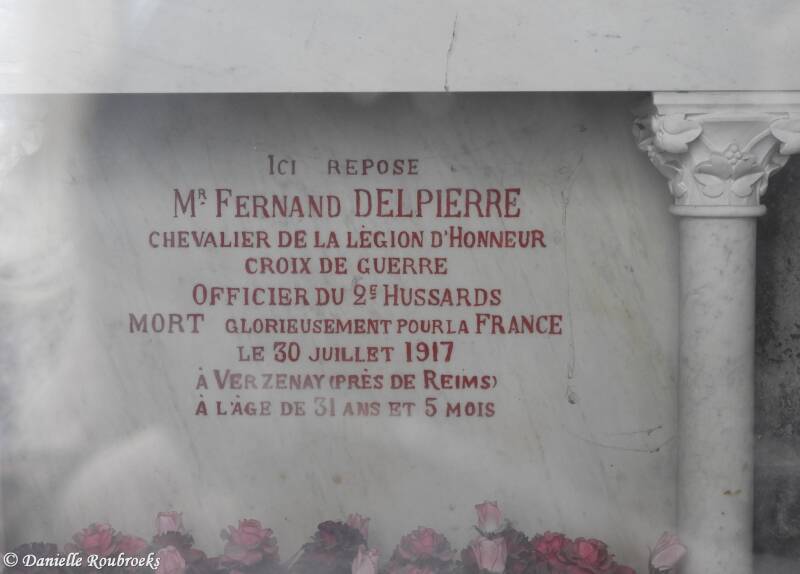 ICI REPOSE
MR. FERNAND DELPIERRE
CHEVALIER DE LA LÉGION D'HONNEUR
CROIX DE GUERRE
OFFICIER DU 2E HUSSARDS
MORT GLORIEUSEMENT POUR LA FRANCE
LE 30 JUILLET 1917
À VERZENAY (PRÈS DE REIMS)
À L'ÂGE DE 31 ANS ET 5 MOIS
© Danielle Roubroeks